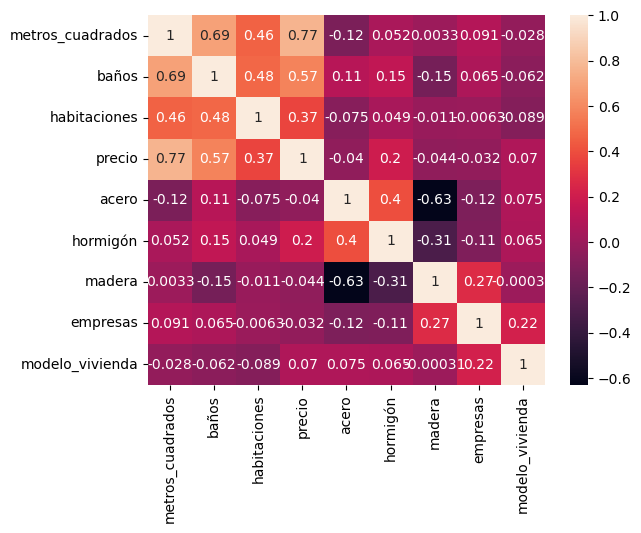 metros_cuadrados 1 0.69 0.46 0.77 -0.12 0.052 0.0033 0.091 -0.028
baños 0.69 1 0.48 0.57 0.11 0.15 -0.15 0.065 -0.062
habitaciones 0.46 0.48 1 0.37 -0.075 0.049 -0.011 -0.0063 -0.089
precio 0.77 0.57 0.37 1 -0.04 0.2 -0.044 -0.032 0.07
acero -0.12 0.11 -0.075 -0.04 1 0.4 -0.63 -0.12 0.075
hormigón 0.052 0.15 0.049 0.2 0.4 1 -0.31 -0.11 0.065
madera 0.0033 -0.15 -0.011 -0.044 -0.63 -0.31 1 0.27
empresas 0.091 0.065 -0.0063 -0.032 -0.12 -0.11 0.27 1 0.22
modelo_vivienda -0.028 -0.062 -0.089 0.07 0.075 0.065 0.22 1
metros_cuadrados baños habitaciones precio acero hormigón madera empresas modelo_vivienda
1.0
0.8
0.6
0.4
0.2
0.0
−0.2
−0.4
−0.6